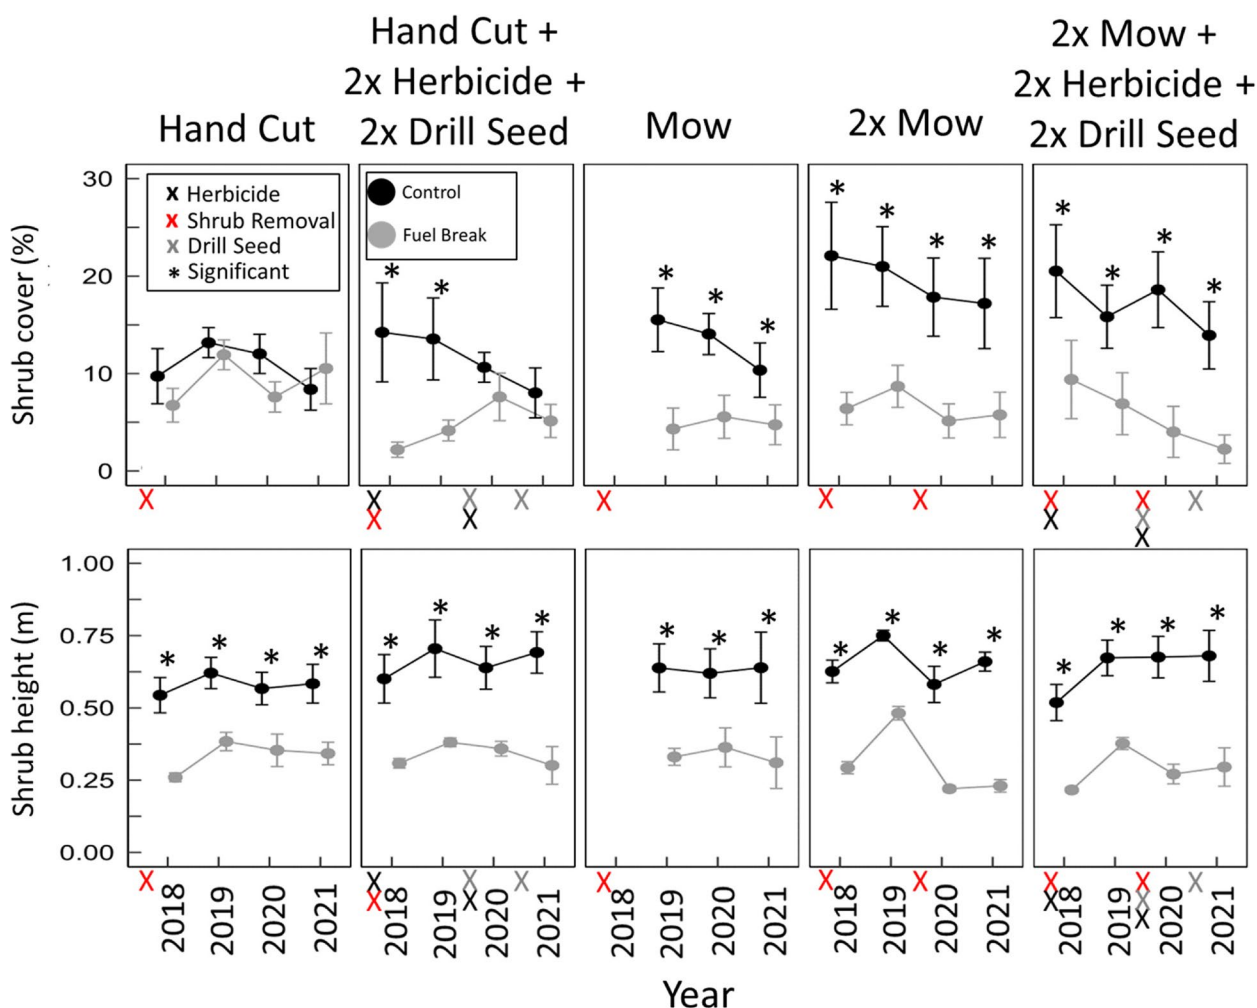 Hand Cut
Hand Cut +
2x Herbicide +
2x Drill Seed
Mow
2x Mow
2x Mow +
2x Herbicide +
2x Drill Seed
Shrub cover (%)
30
20
10
0
X Herbicide
X Shrub Removal
X Drill Seed
* Significant
Control
Fuel Break
* * * * * * * * * * * * *
X X X X X X X X X X X X X X X
Shrub height (m)
1.00
0.75
0.50
0.25
0.00
* * * * * * * * * * * * * * * * * * *
X X X X X X X X X X X X X X X
2018 2019 2020 2021
2018 2019 2020 2021
2018 2019 2020 2021
2018 2019 2020 2021
2018 2019 2020 2021
Year